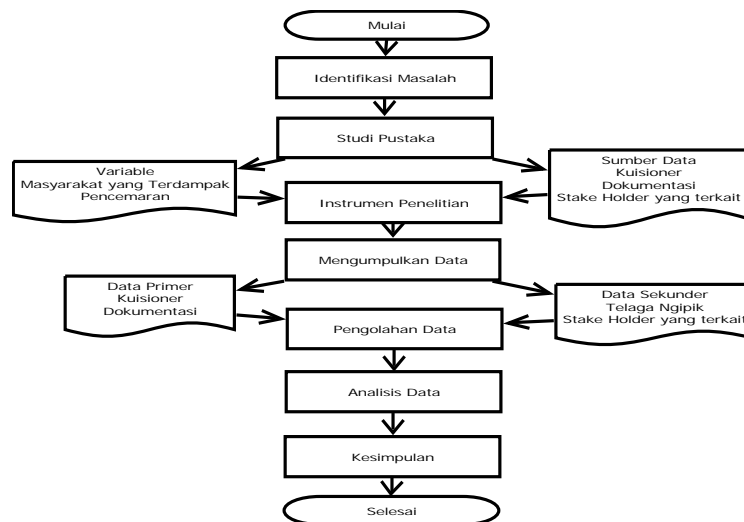 Mulai
Identifikasi Masalah
Studi Pustaka
Variable
Masyarakat yang Terdampak
Pencemaran
Sumber Data
Kuisioner
Dokumentasi
Stake Holder yang terkait
Instrumen Penelitian
Mengumpulkan Data
Data Primer
Kuisioner
Dokumentasi
Data Sekunder
Telaga Ngipik
Stake Holder yang terkait
Pengolahan Data
Analisis Data
Kesimpulan
Selesai